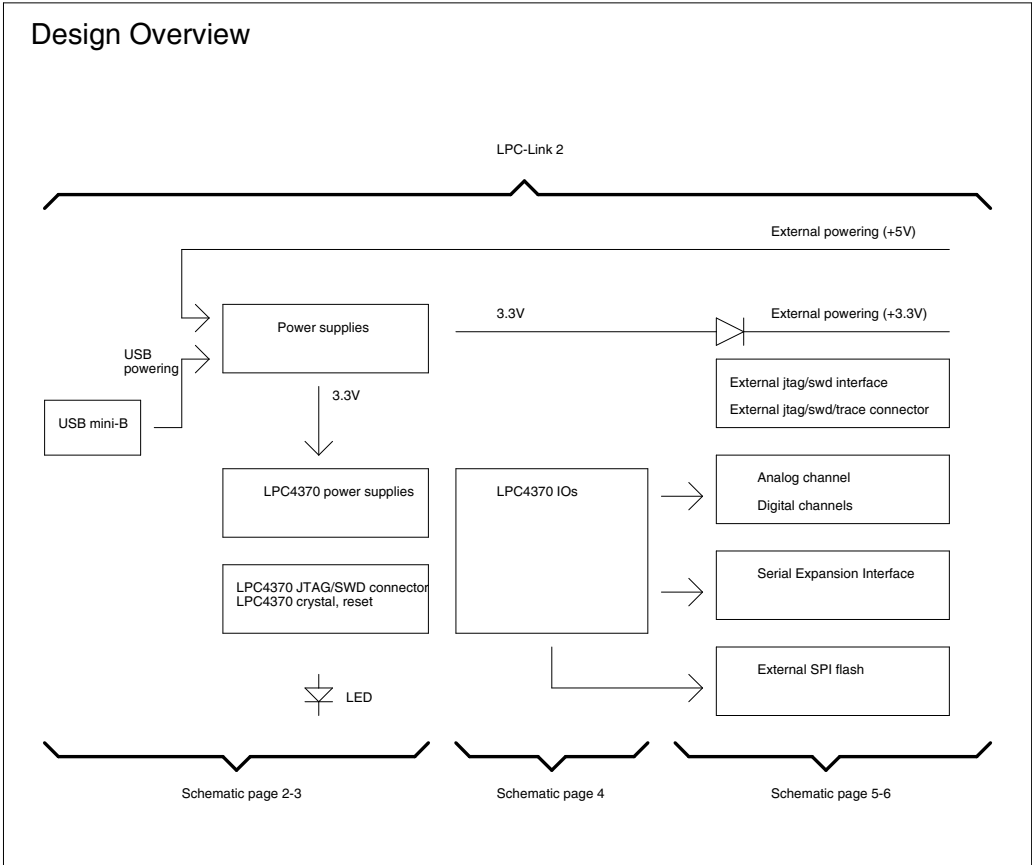 Design Overview
LPC-Link 2
External powering (+5V)
Power supplies
3.3V
External powering (+3.3V)
USB
powering
USB mini-B
3.3V
External jtag/swd interface
External jtag/swd/trace connector
LPC4370 power supplies
LPC4370 IOs
Analog channel
Digital channels
LPC4370 JTAG/SWD connector
LPC4370 crystal, reset
Serial Expansion Interface
External SPI flash
LED
Schematic page 2-3
Schematic page 4
Schematic page 5-6